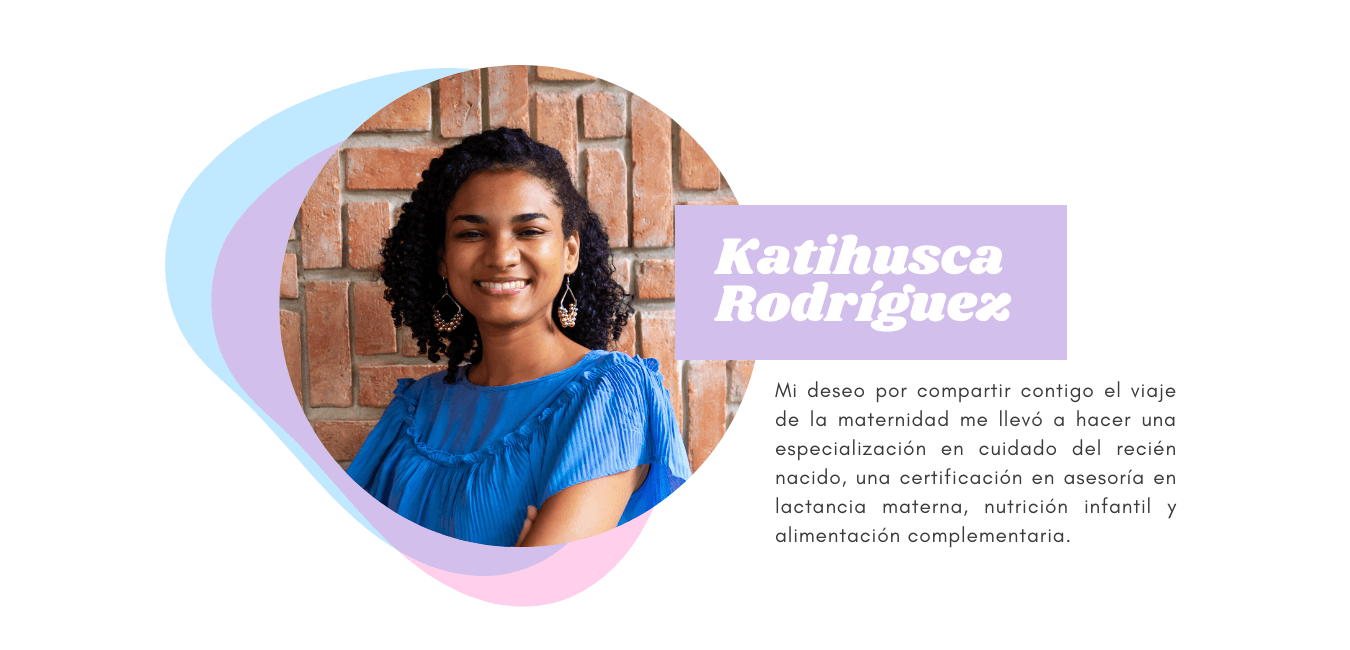 Katihusca
Rodríguez
Mi deseo por compartir contigo el viaje
de la maternidad me llevó a hacer una
especialización en cuidado del recién
nacido, una certificación en asesoría en
lactancia materna, nutrición infantil y
alimentación complementaria.